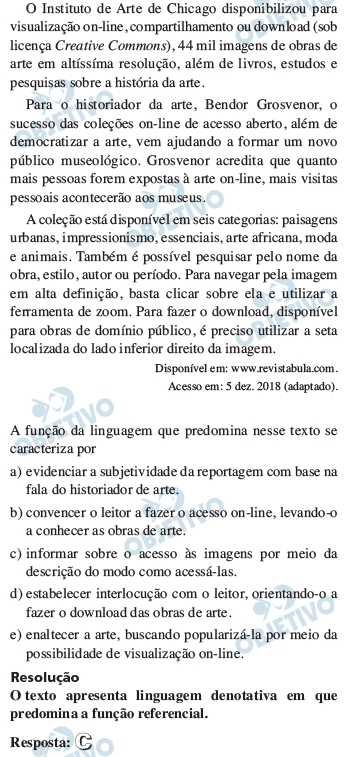 O Instituto de Arte de Chicago disponibilizou para
visualização on-line, compartilhamento ou download (sob
licença Creative Commons), 44 mil imagens de obras de
arte em altíssíma resolução, além de livros, estudos e
pesquisas sobre a história da arte.
Para o historiador da arte, Bendor Grosvenor, o
sucesso das coleções on-line de acesso aberto, além de
democratizar a arte, vem ajudando a formar um novo
público museológico. Grosvenor acredita que quanto
mais pessoas forem expostas à arte on-line, mais visitas
pessoais acontecerão aos museus.
A coleção está disponível em seis categorias: paisagens
urbanas, impressionismo, essenciais, arte africana, moda
e animais. Também é possível pesquisar pelo nome da
obra, estilo, autor ou período. Para navegar pela imagem
em alta definição, basta clicar sobre ela e utilizar a
ferramenta de zoom. Para fazer o download, disponível
para obras de domínio público, é preciso utilizar a seta
localizada do lado inferior direito da imagem.
Disponível em: www.revistabula.com.
Acesso em: 5 dez. 2018 (adaptado).
A função da linguagem que predomina nesse texto se
caracteriza por
a) evidenciar a subjetividade da reportagem com base na
fala do historiador de arte.
b) convencer o leitor a fazer o acesso on-line, levando-o
a conhecer as obras de arte.
c) informar sobre o acesso às imagens por meio da
descrição do modo como acessá-las.
d) estabelecer interlocução com o leitor, orientando-o a
fazer o download das obras de arte.
e) enaltecer a arte, buscando popularizá-la por meio da
possibilidade de visualização on-line.
Resolução
O texto apresenta linguagem denotativa em que
predomina a função referencial.
Resposta: C